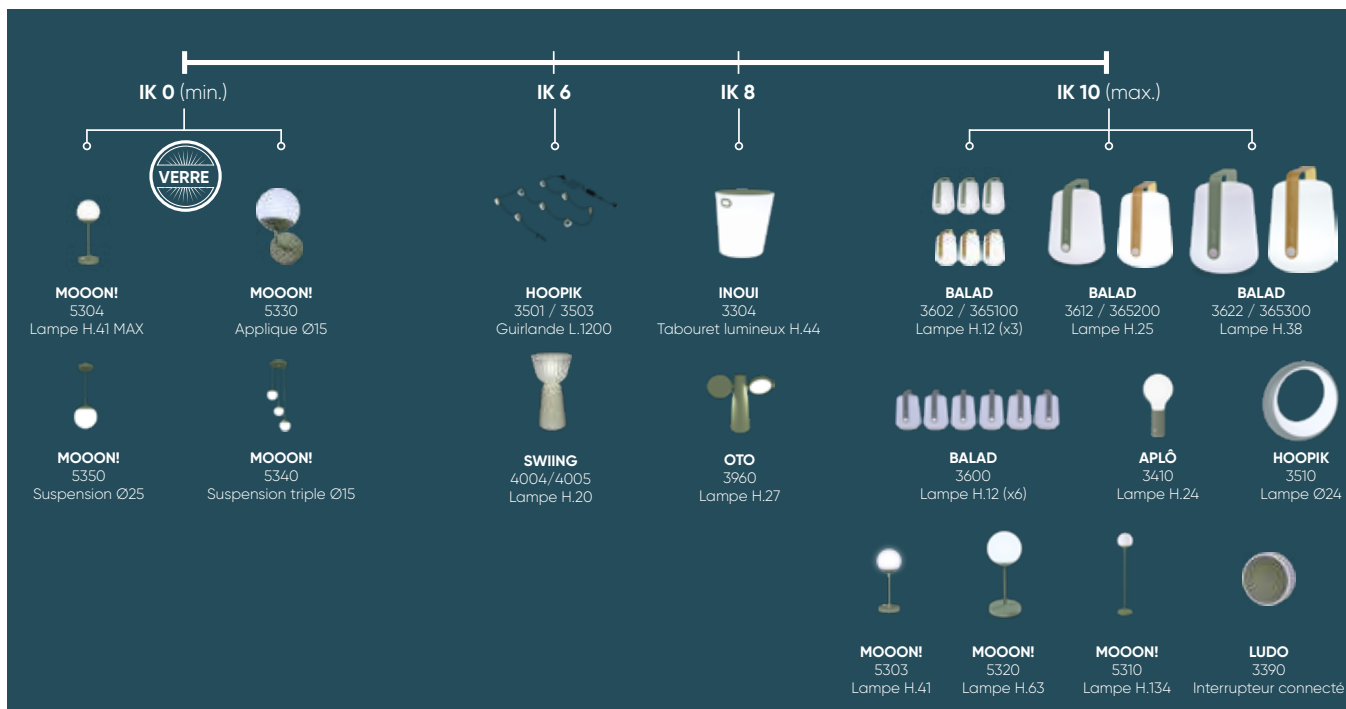 IK 0 (min.)
IK 6
IK 8
IK 10 (max.)
VERRE
MOOON!
5304
Lampe H.41 MAX
MOOON!
5330
Applique Ø15
HOOPIK
3501 / 3503
Guirlande L.1200
INOUI
3304
Tabouret lumineux H.44
BALAD
3602 / 365100
Lampe H.12 (x3)
BALAD
3612 / 365200
Lampe H.25
BALAD
3622 / 365300
Lampe H.38
MOOON!
5350
Suspension Ø25
MOOON!
5340
Suspension triple Ø15
SWIING
4004/4005
Lampe H.20
OTO
3960
Lampe H.27
BALAD
3600
Lampe H.12 (x6)
APLÔ
3410
Lampe H.24
HOOPIK
3510
Lampe Ø24
MOOON!
5303
Lampe H.41
MOOON!
5320
Lampe H.63
MOOON!
5310
Lampe H.134
LUDO
3390
Interrupteur connecté